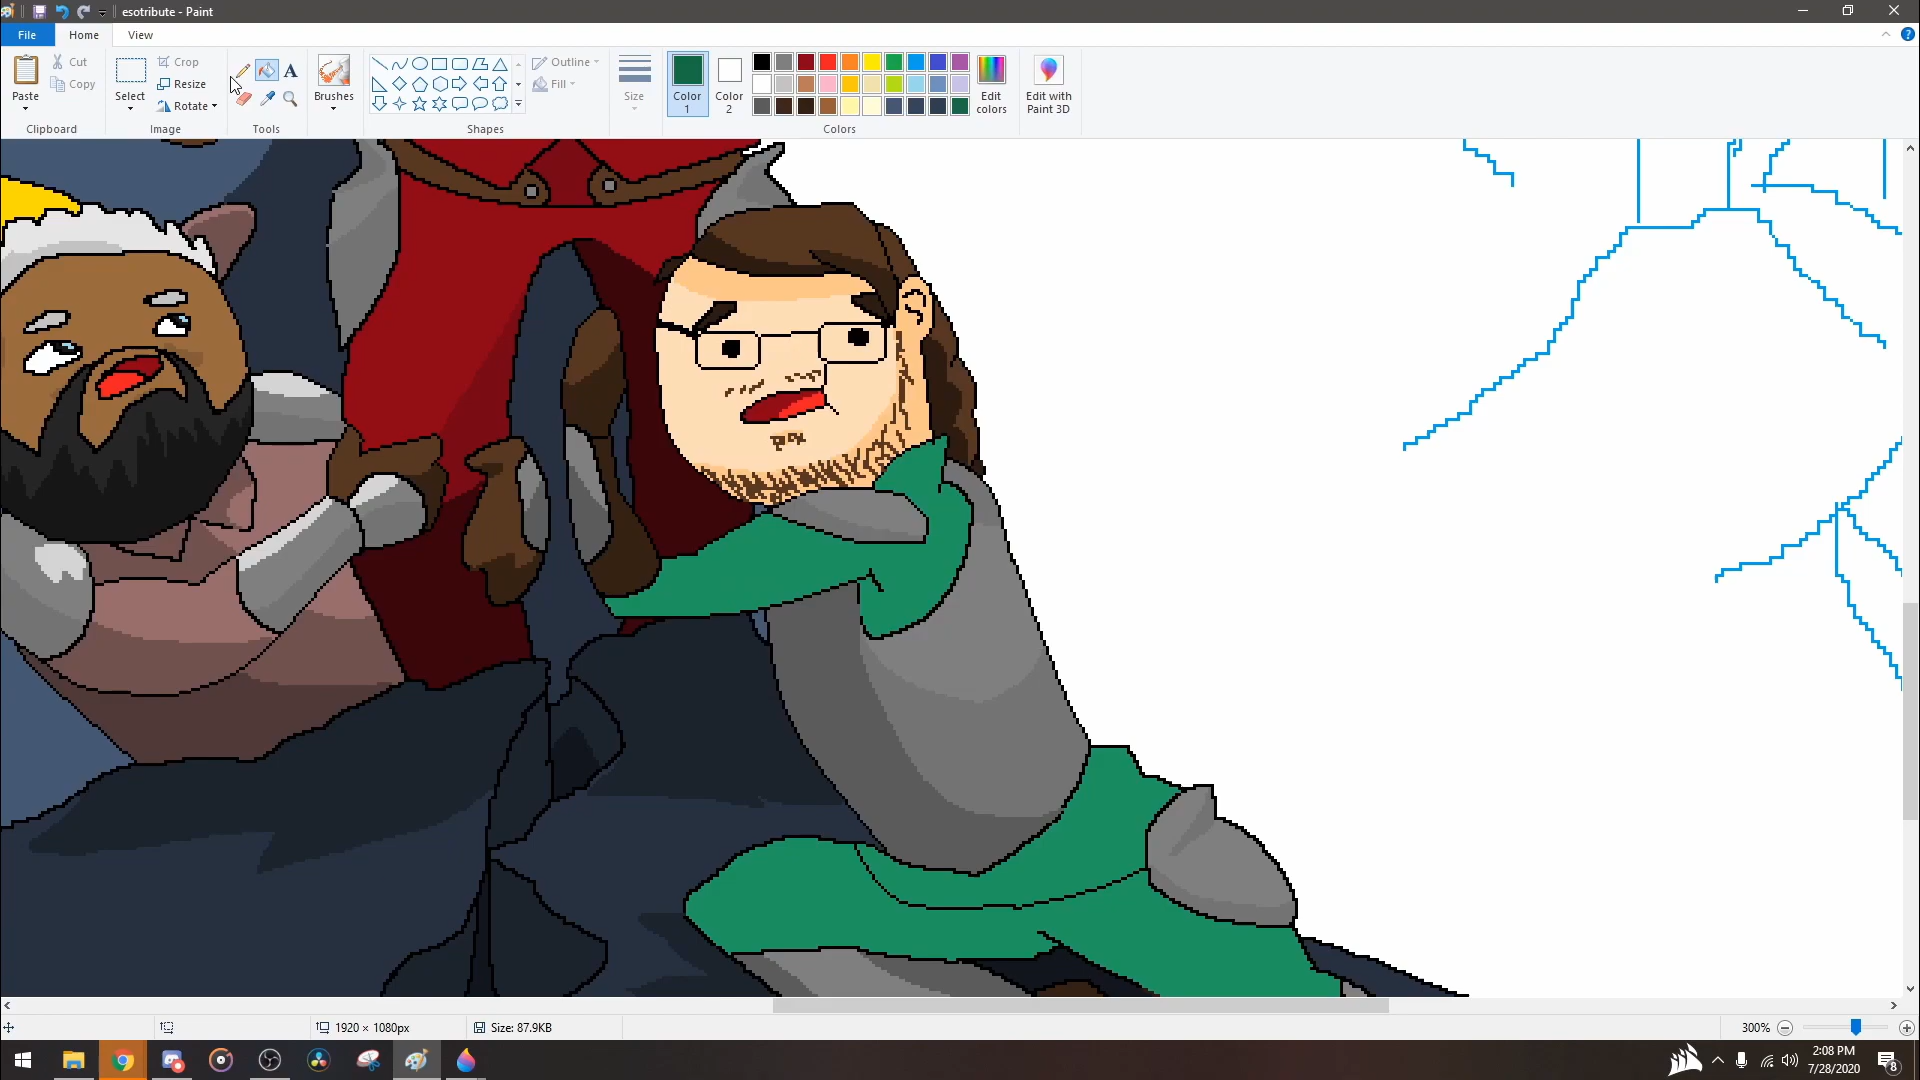 esotribute - Paint
File
Home
View
Paste
Cut
Copy
Clipboard
Select
Crop
Resize
Rotate
Image
A
Tools
Brushes
Outline
Fill
Shapes
Size
Color
1
Color
2
Edit
colors
Colors
Edit with
Paint 3D
1920 × 1080px
Size: 87.9KB
300%
2:08 PM
7/28/2020
8